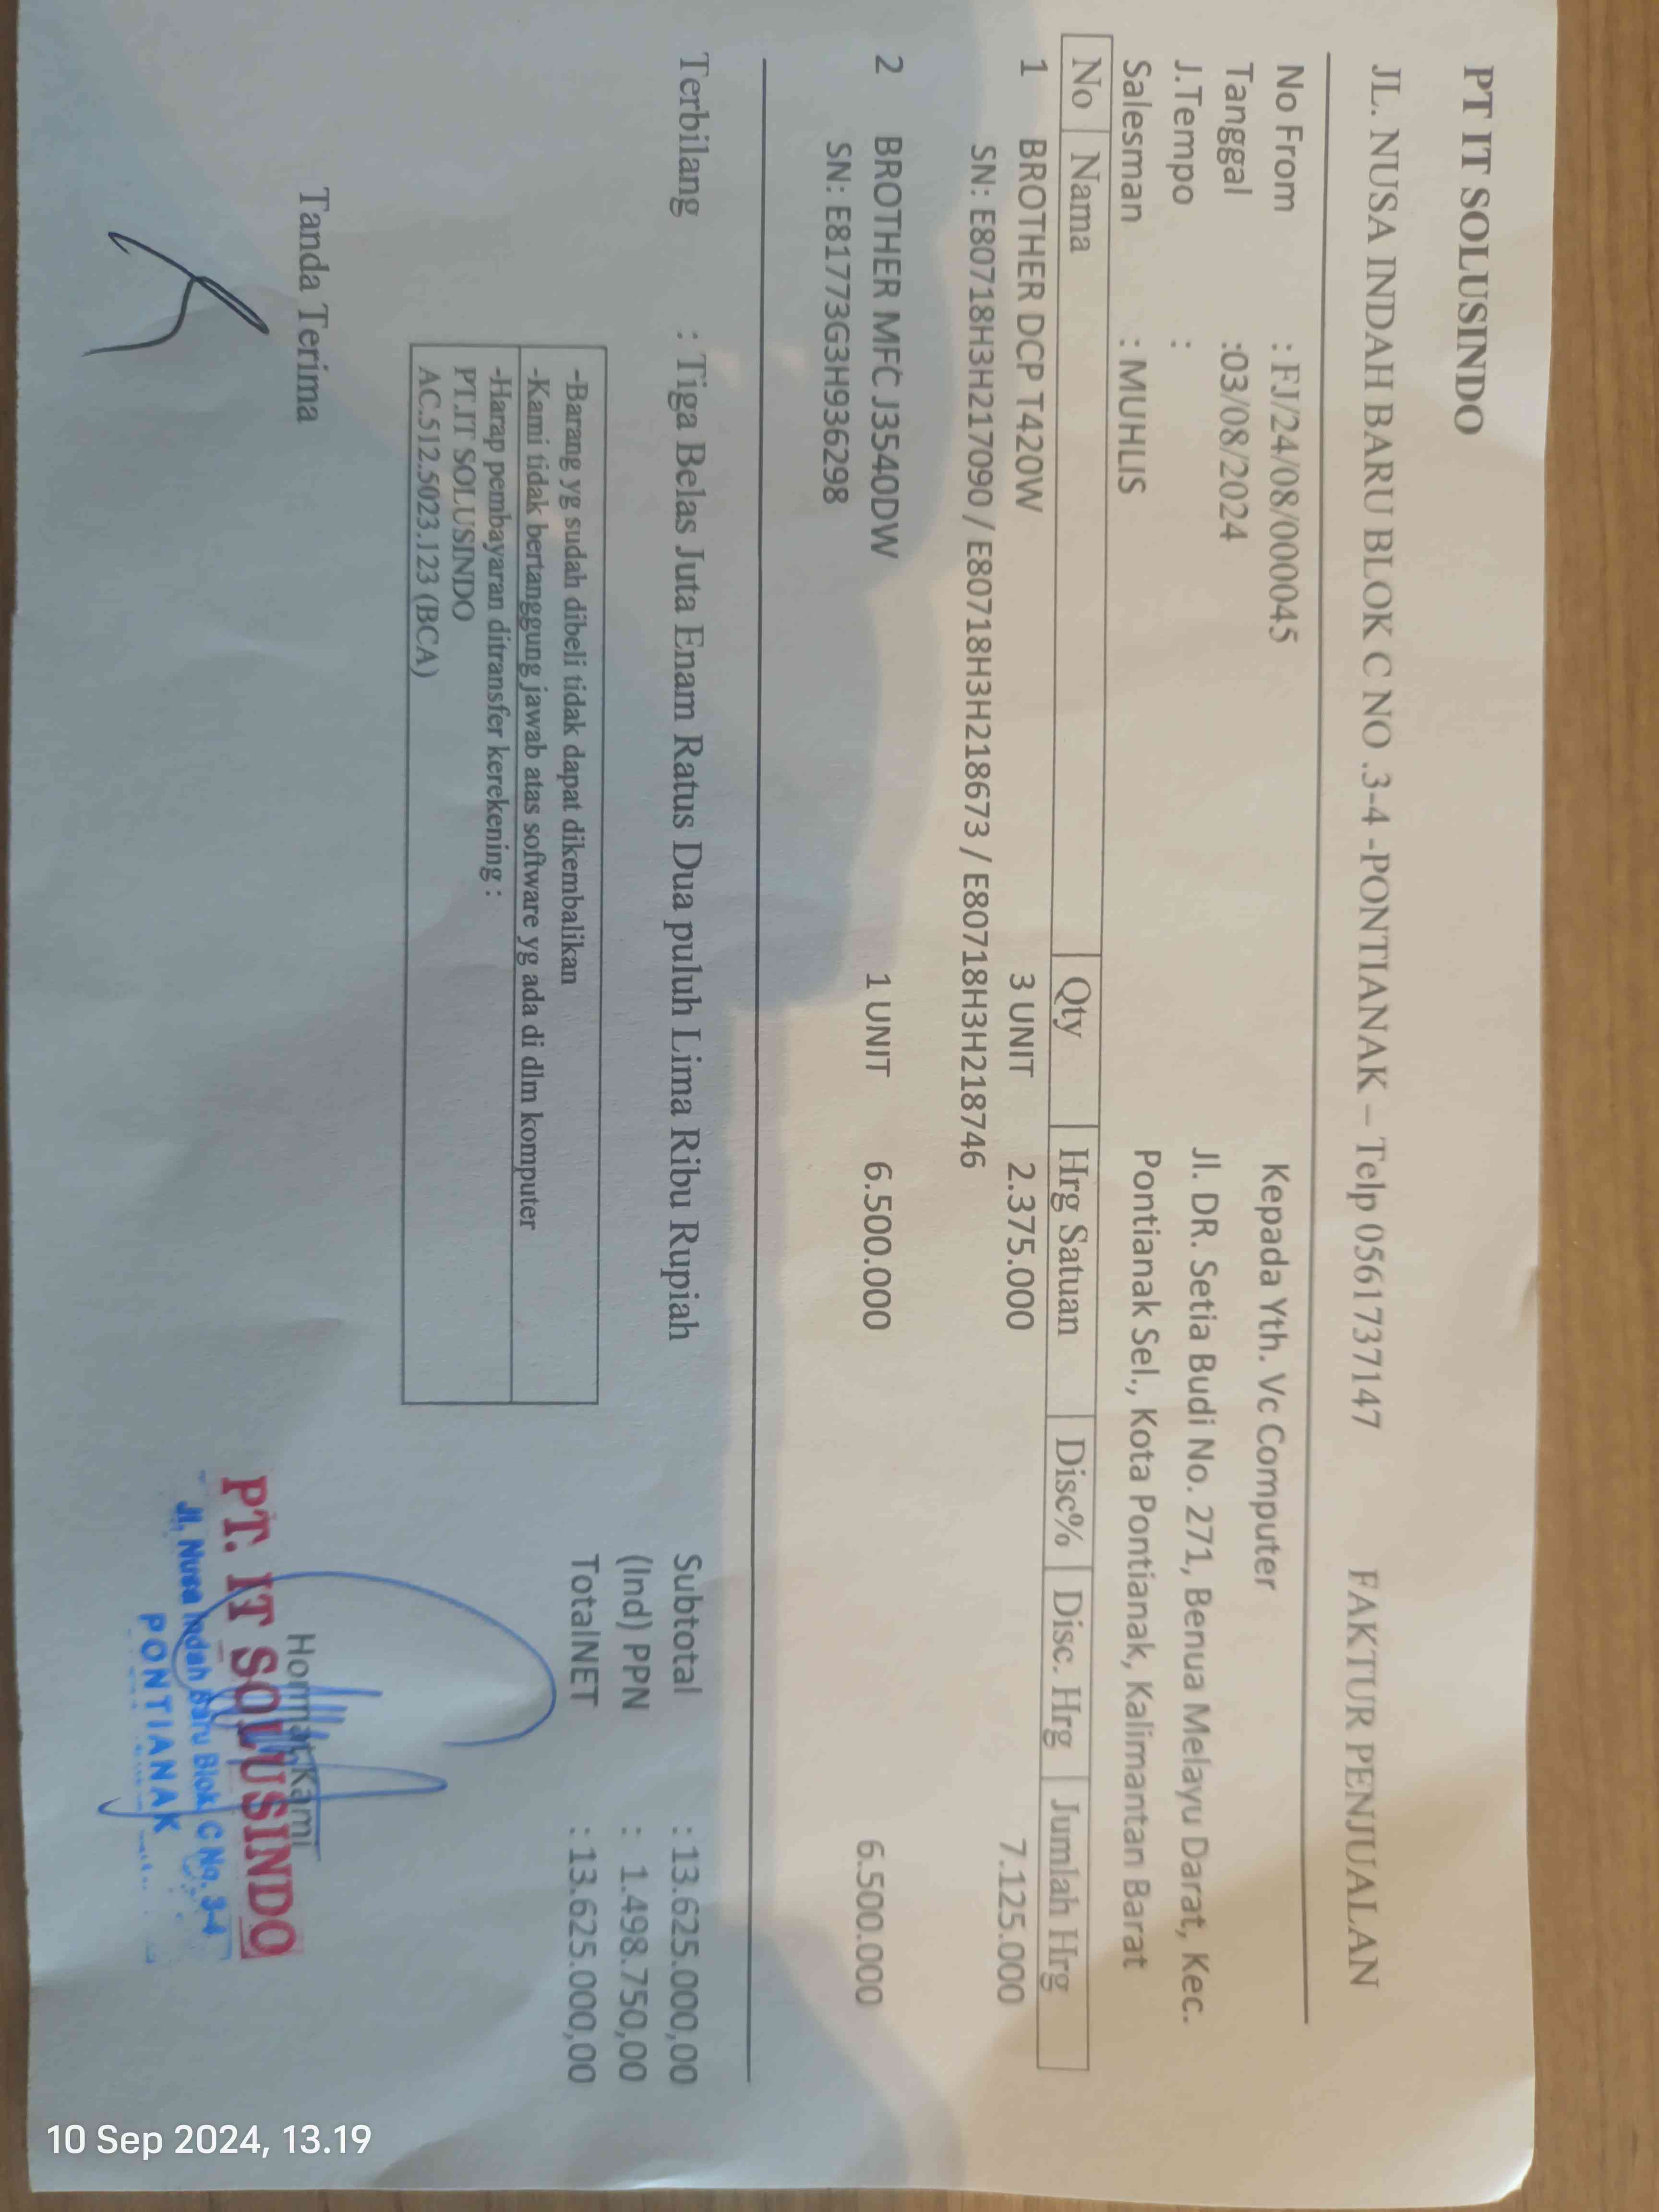 PT IT SOLUSINDO
JL. NUSA INDAH BARU BLOK C NO .3-4 -PONTIANAK – Telp 0561737147 FAKTUR PENJUALAN
No From : FJ/24/08/000045 Kepada Yth. Vc Computer
Tanggal :03/08/2024 Jl. DR. Setia Budi No. 271, Benua Melayu Darat, Kec.
J.Tempo :
Salesman : MUHLIS Pontianak Sel., Kota Pontianak, Kalimantan Barat
No Nama Qty Hrg Satuan Disc% Disc. Hrg Jumlah Hrg
1 BROTHER DCP T420W 3 UNIT 2.375.000 7.125.000
SN: E80718H3H217090 / E80718H3H218673 / E80718H3H218746
2 BROTHER MFC J3540DW 1 UNIT 6.500.000 6.500.000
SN: E81773G3H936298
Terbilang : Tiga Belas Juta Enam Ratus Dua puluh Lima Ribu Rupiah Subtotal : 13.625.000,00
(Ind) PPN : 1.498.750,00
TotalNET : 13.625.000,00
-Barang yg sudah dibeli tidak dapat dikembalikan
-Kami tidak bertanggung jawab atas software yg ada di dlm komputer
-Harap pembayaran ditransfer kerekening :
PT.IT SOLUSINDO
AC.512.5023.123 (BCA)
Tanda Terima Hormat Kami
PT. IT SOLUSINDO
Jl. Nusa Indah Baru Blok C No. 3-4
PONTIANAK
10 Sep 2024, 13.19